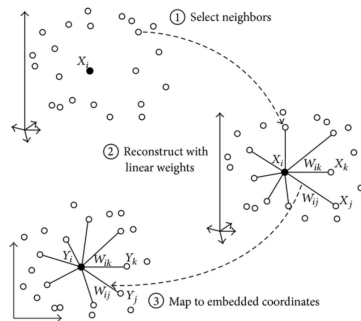 ① Select neighbors
X_i
② Reconstruct with
linear weights
X_i W_ik X_k
W_ij X_j
Y_i W_ik Y_k
W_ij Y_j
③ Map to embedded coordinates